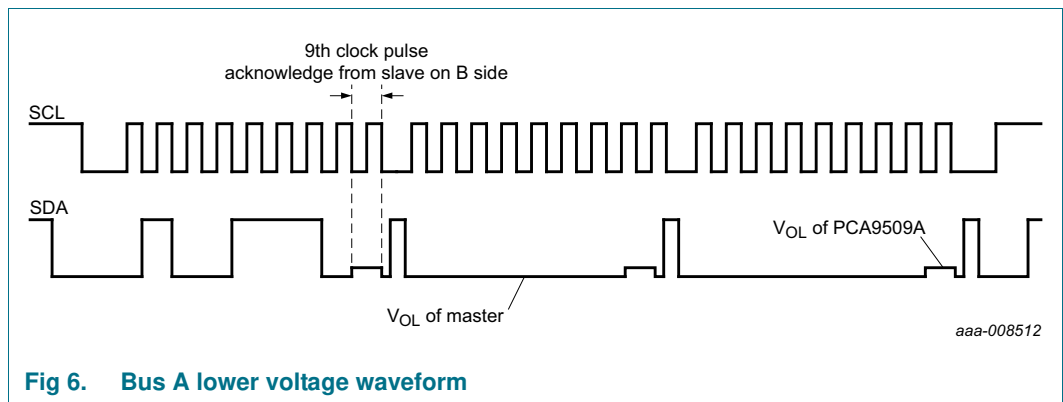 9th clock pulse
acknowledge from slave on B side
SCL
SDA
VOL of PCA9509A
VOL of master
aaa-008512
Fig 6. Bus A lower voltage waveform